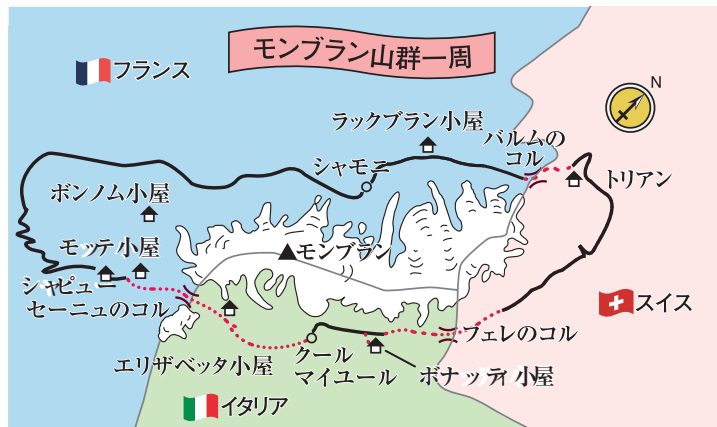 モンブラン山群一周
フランス
N
ラックブラン小屋
バルムの
コル
シャモニ
トリアン
ボンノム小屋
モッテ小屋
モンブラン
シャピュー
セーニュのコル
スイス
フェレのコル
エリザベッタ小屋
クール
マイユール
ボナッティ小屋
イタリア